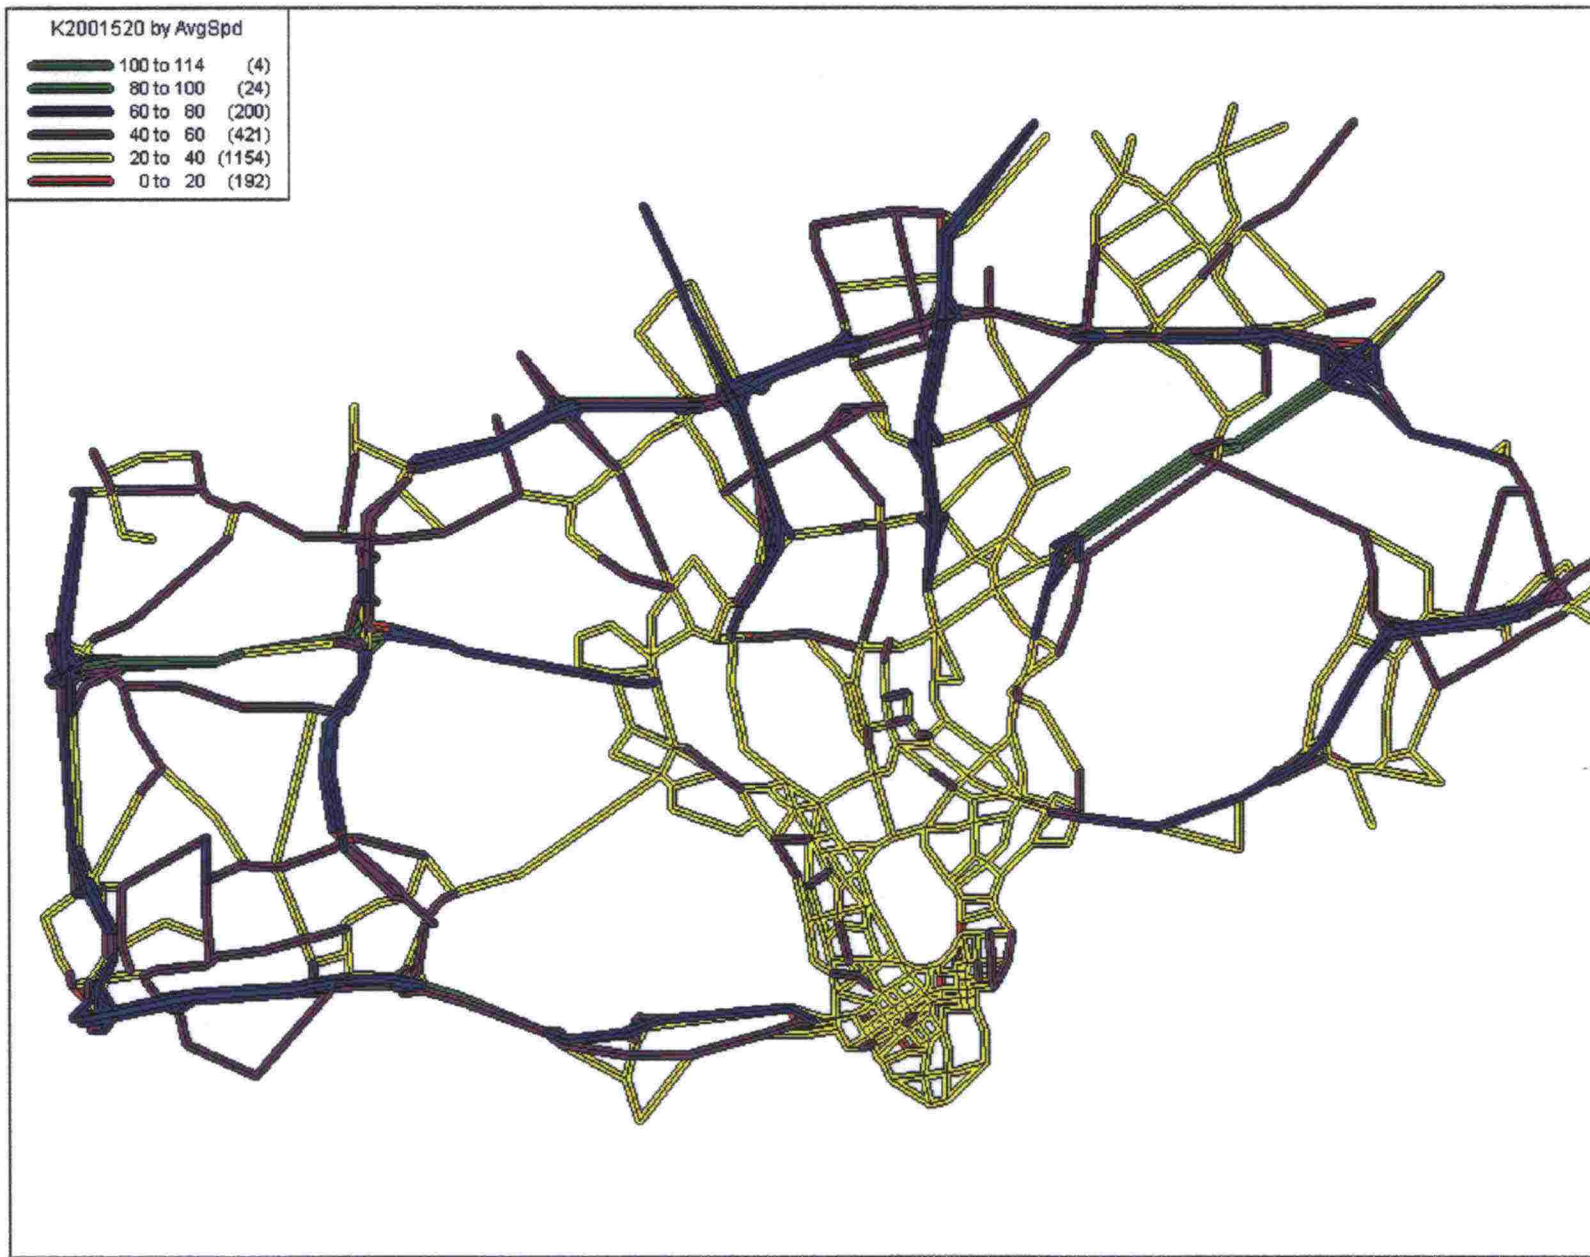 K2001520 by AvgSpd
100 to 114 (4)
80 to 100 (24)
60 to 80 (200)
40 to 60 (421)
20 to 40 (1154)
0 to 20 (192)